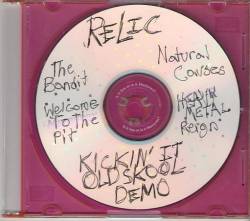 RELIC
The
Bandit
Welcome
To The
Pit
Natural
Causes
HEAVY
METAL
Reign
KICKIN' IT
OLD SKOOL
DEMO